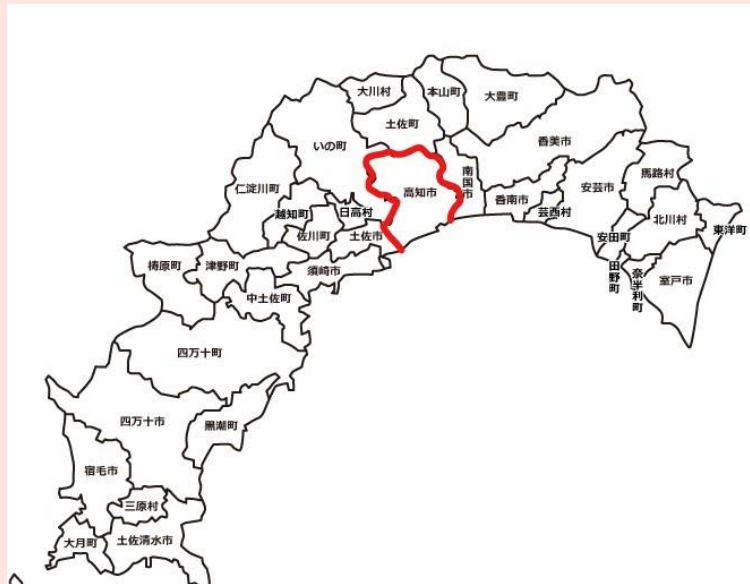 大川村
本山町
大豊町
土佐町
いの町
香美市
南国市
馬路村
仁淀川町
高知市
安芸市
香南市
越知町
日高村
芸西村
北川村
佐川町
土佐市
安田町
東洋町
梼原町
津野町
須崎市
田野町
奈半利町
室戸市
中土佐町
四万十町
四万十市
黒潮町
宿毛市
三原村
大月町
土佐清水市